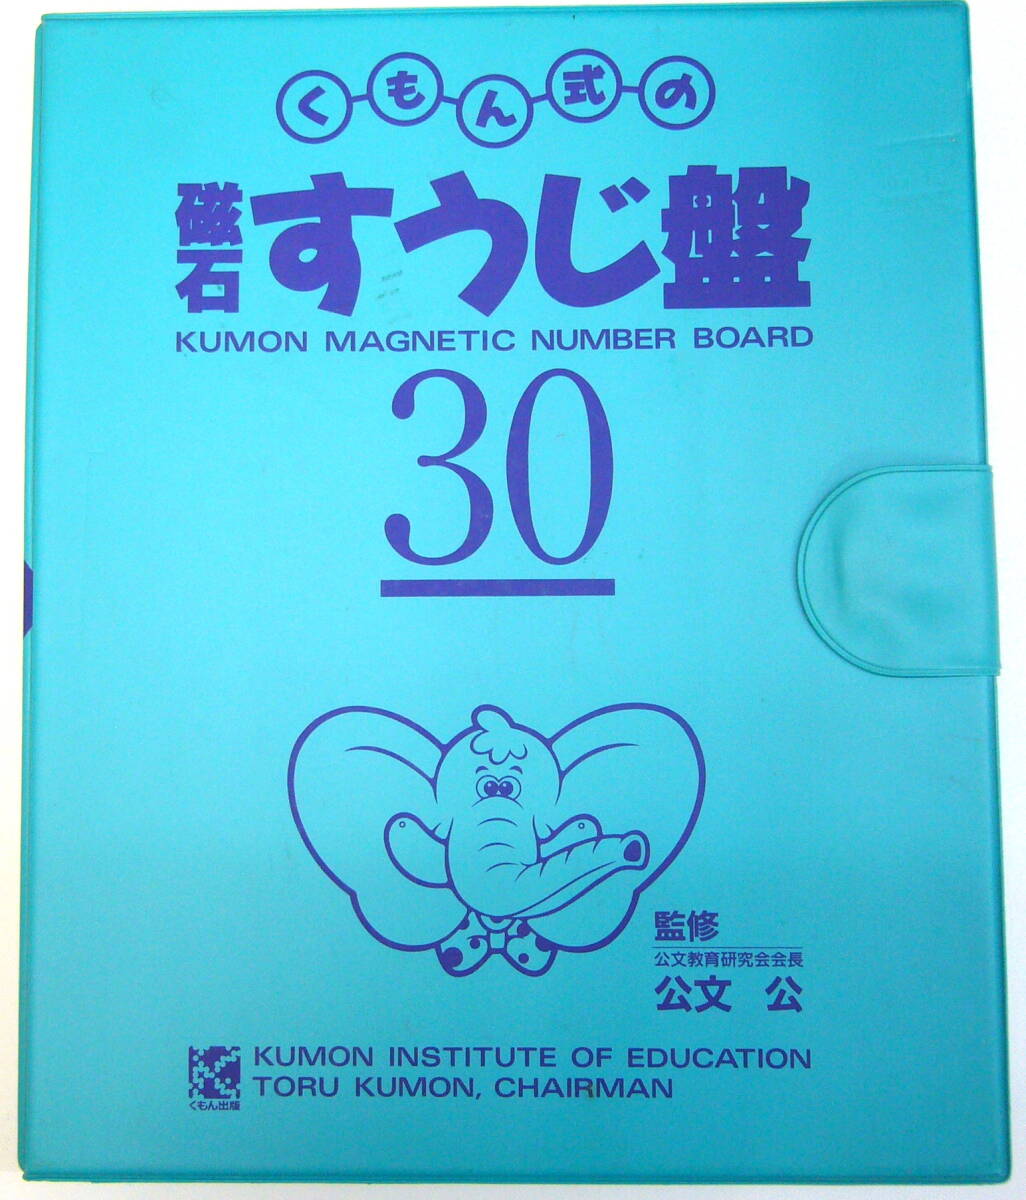 くもん式の
磁石すうじ盤
KUMON MAGNETIC NUMBER BOARD
30
監修
公文教育研究会会長
公文 公
KUMON INSTITUTE OF EDUCATION
TORU KUMON, CHAIRMAN
くもん出版